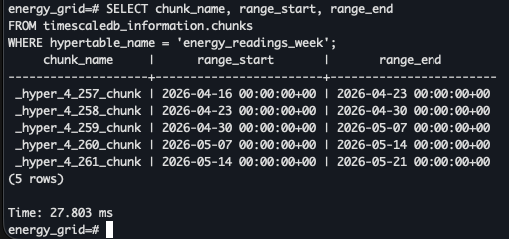 energy_grid=# SELECT chunk_name, range_start, range_end
FROM timescaledb_information.chunks
WHERE hypertable_name = 'energy_readings_week';
    chunk_name     |      range_start       |       range_end
-------------------+------------------------+------------------------
 _hyper_4_257_chunk | 2026-04-16 00:00:00+00 | 2026-04-23 00:00:00+00
 _hyper_4_258_chunk | 2026-04-23 00:00:00+00 | 2026-04-30 00:00:00+00
 _hyper_4_259_chunk | 2026-04-30 00:00:00+00 | 2026-05-07 00:00:00+00
 _hyper_4_260_chunk | 2026-05-07 00:00:00+00 | 2026-05-14 00:00:00+00
 _hyper_4_261_chunk | 2026-05-14 00:00:00+00 | 2026-05-21 00:00:00+00
(5 rows)

Time: 27.803 ms
energy_grid=#